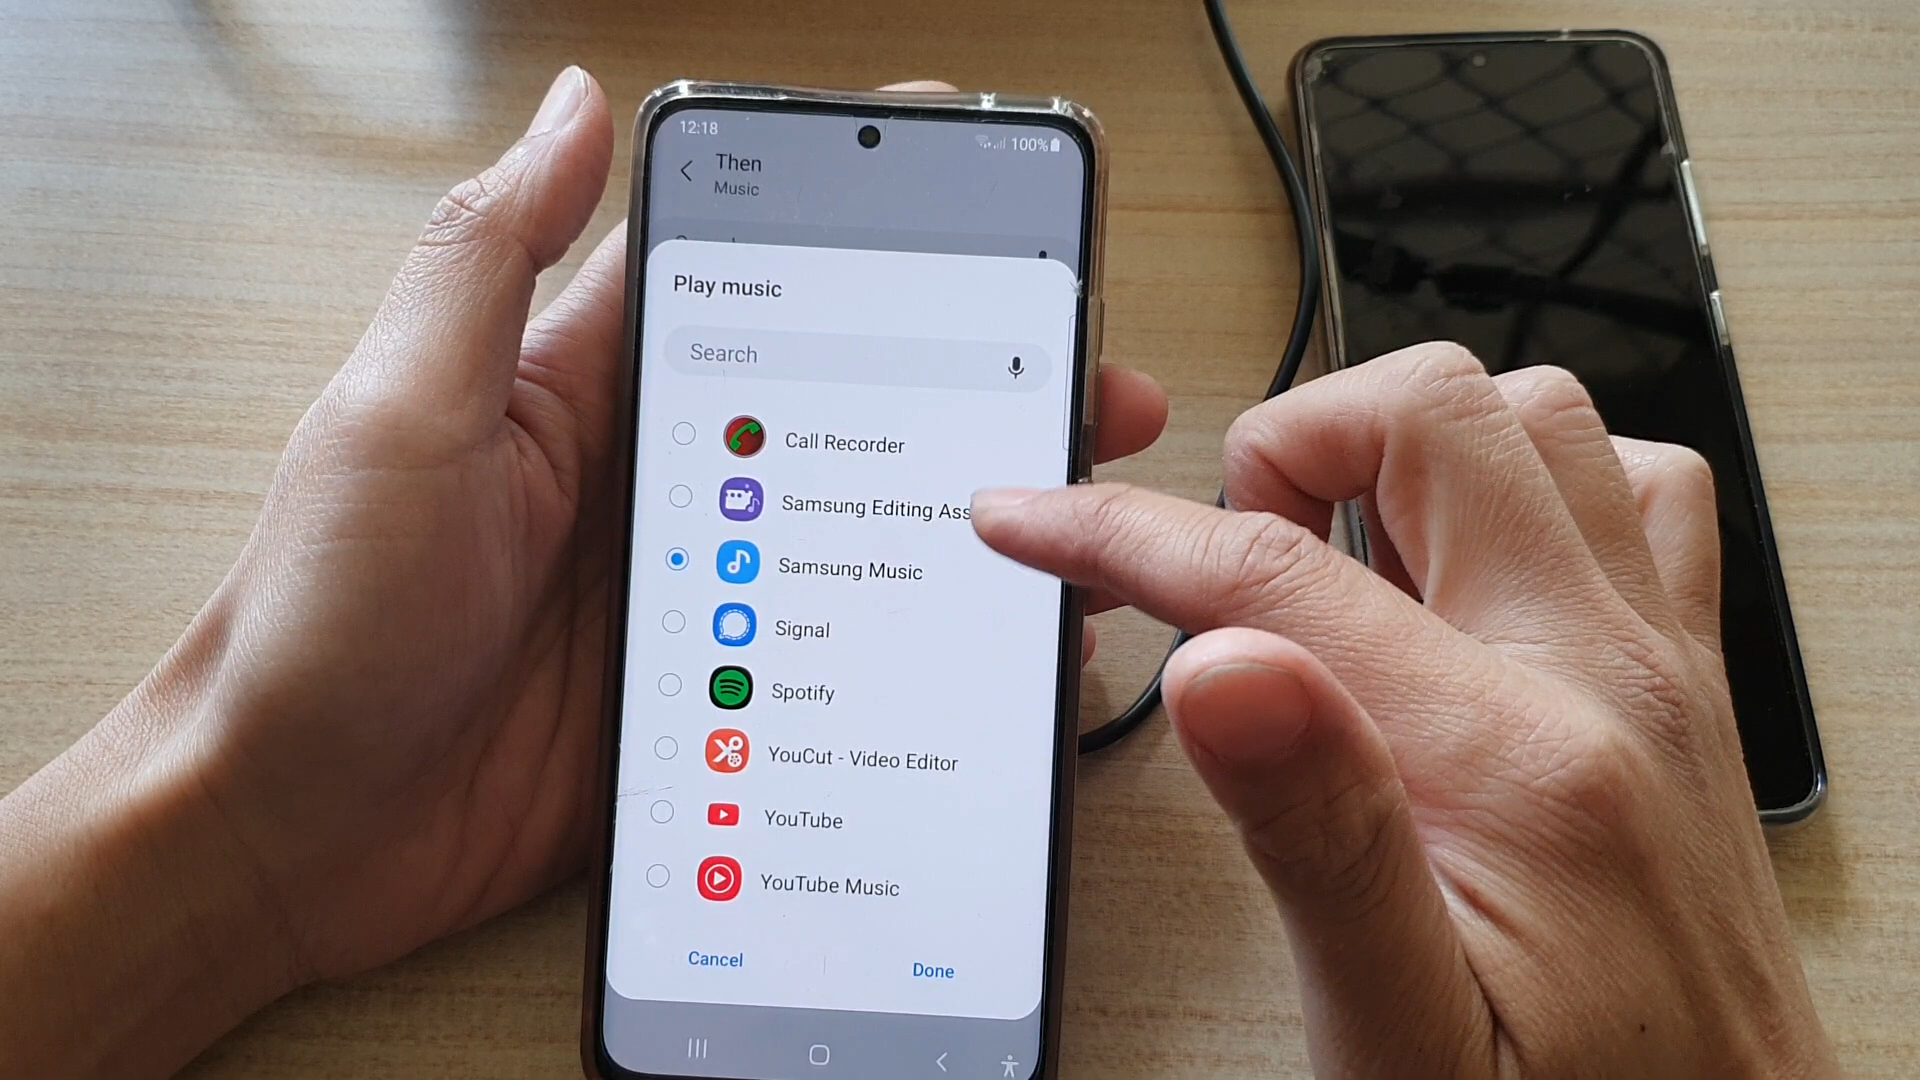 12:18
100%
Then
Music
Play music
Search
Call Recorder
Samsung Editing Ass
Samsung Music
Signal
Spotify
YouCut - Video Editor
YouTube
YouTube Music
Cancel
Done